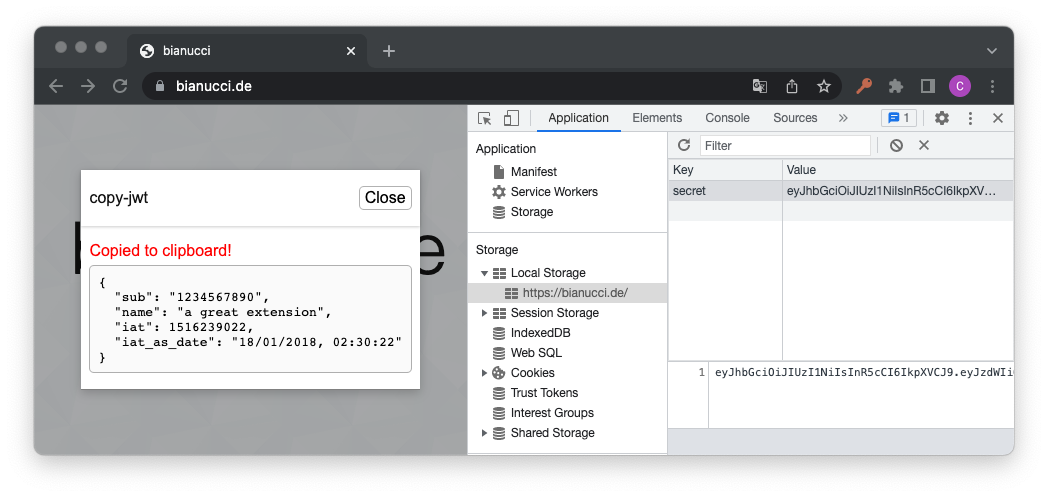 bianucci
bianucci.de
C
copy-jwt
Close
Copied to clipboard!
{
"sub": "1234567890",
"name": "a great extension",
"iat": 1516239022,
"iat_as_date": "18/01/2018, 02:30:22"
}
b
e
Application
Elements
Console
Sources
»
1
Application
Manifest
Service Workers
Storage
Storage
Local Storage
https://bianucci.de/
Session Storage
IndexedDB
Web SQL
Cookies
Trust Tokens
Interest Groups
Shared Storage
Filter
Key Value
secret eyJhbGciOiJIUzI1NiIsInR5cCI6IkpXV...
1 eyJhbGciOiJIUzI1NiIsInR5cCI6IkpXVCJ9.eyJzdWIi